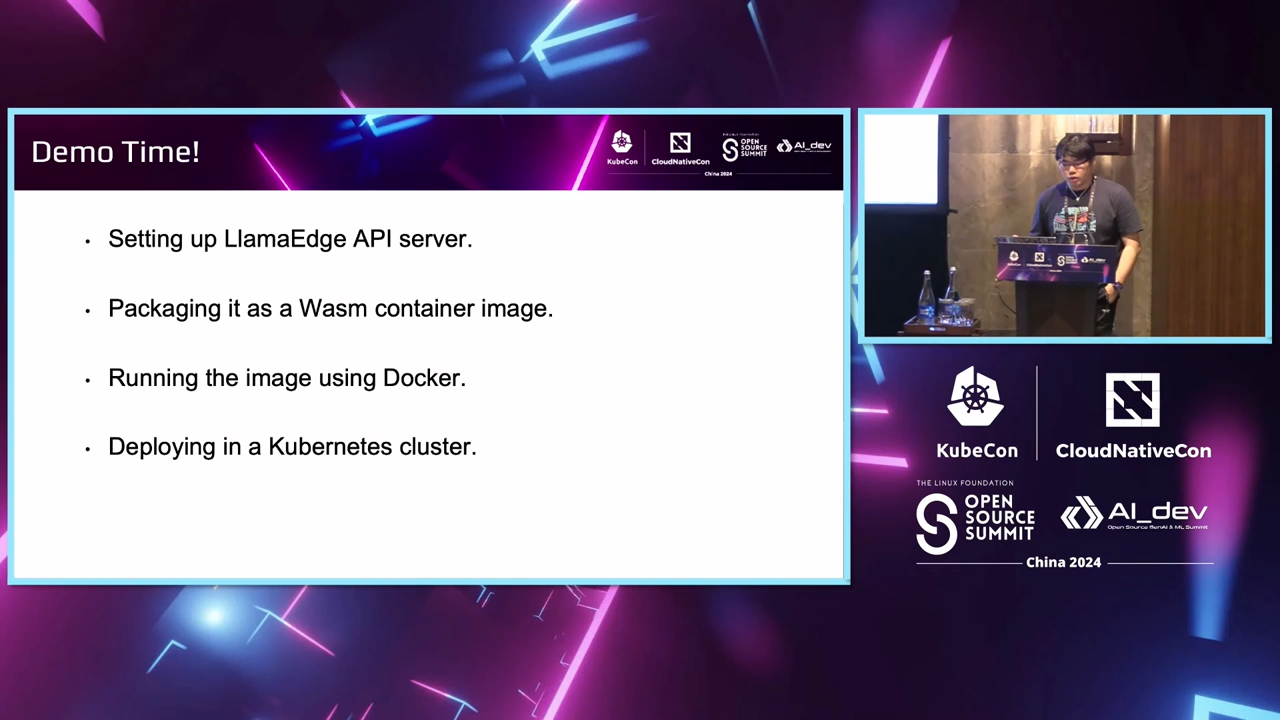 Demo Time!
KubeCon
CloudNativeCon
OPEN
SOURCE
SUMMIT
AI_dev
China 2024
• Setting up LlamaEdge API server.
• Packaging it as a Wasm container image.
• Running the image using Docker.
• Deploying in a Kubernetes cluster.
KubeCon
CloudNativeCon
THE LINUX FOUNDATION
OPEN
SOURCE
SUMMIT
AI_dev
Open Source GenAI & ML Summit
China 2024